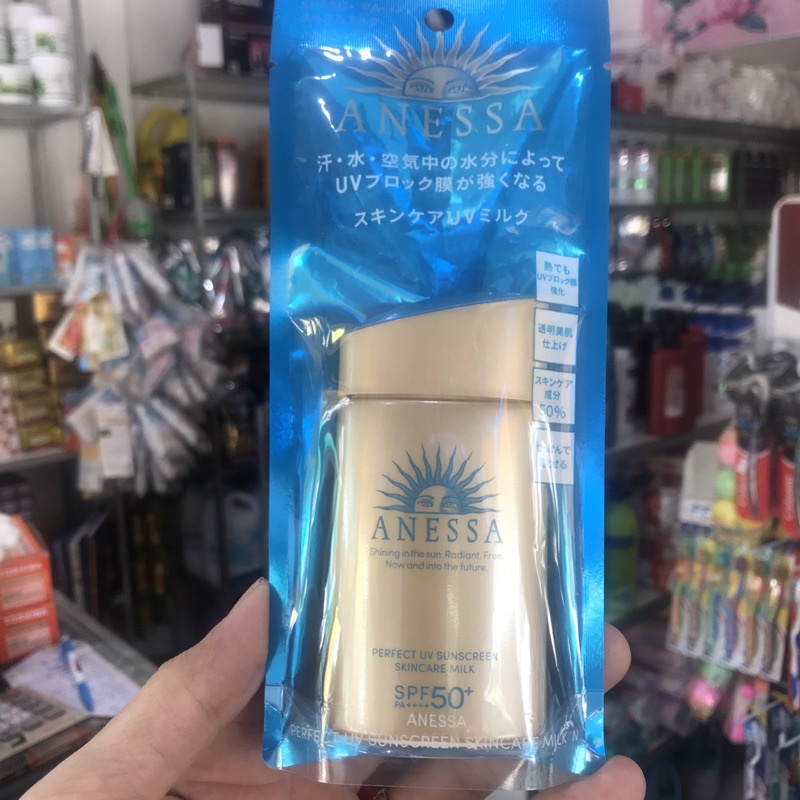 ANESSA
汗・水・空気中の水分によって
UVブロック膜が強くなる
スキンケアUVミルク
熱でも
UVブロック膜
強化
透明美肌
仕上げ
スキンケア
成分
50%
ANESSA
Shining in the sun. Radiant. Free.
Now and into the future.
PERFECT UV SUNSCREEN
SKINCARE MILK
SPF50+
PA++++
ANESSA
PERFECT UV SUNSCREEN SKINCARE MILK N